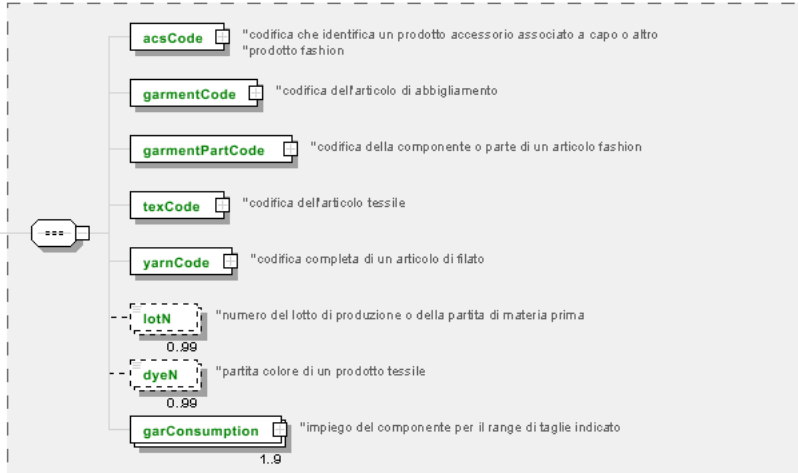 acsCode "codifica che identifica un prodotto accessorio associato a capo o altro
"prodotto fashion
garmentCode "codifica dell'articolo di abbigliamento
garmentPartCode "codifica della componente o parte di un articolo fashion
texCode "codifica dell'articolo tessile
yarnCode "codifica completa di un articolo di filato
lotN "numero del lotto di produzione o della partita di materia prima
0..99
dyeN "partita colore di un prodotto tessile
0..99
garConsumption "impiego del componente per il range di taglie indicato
1..9